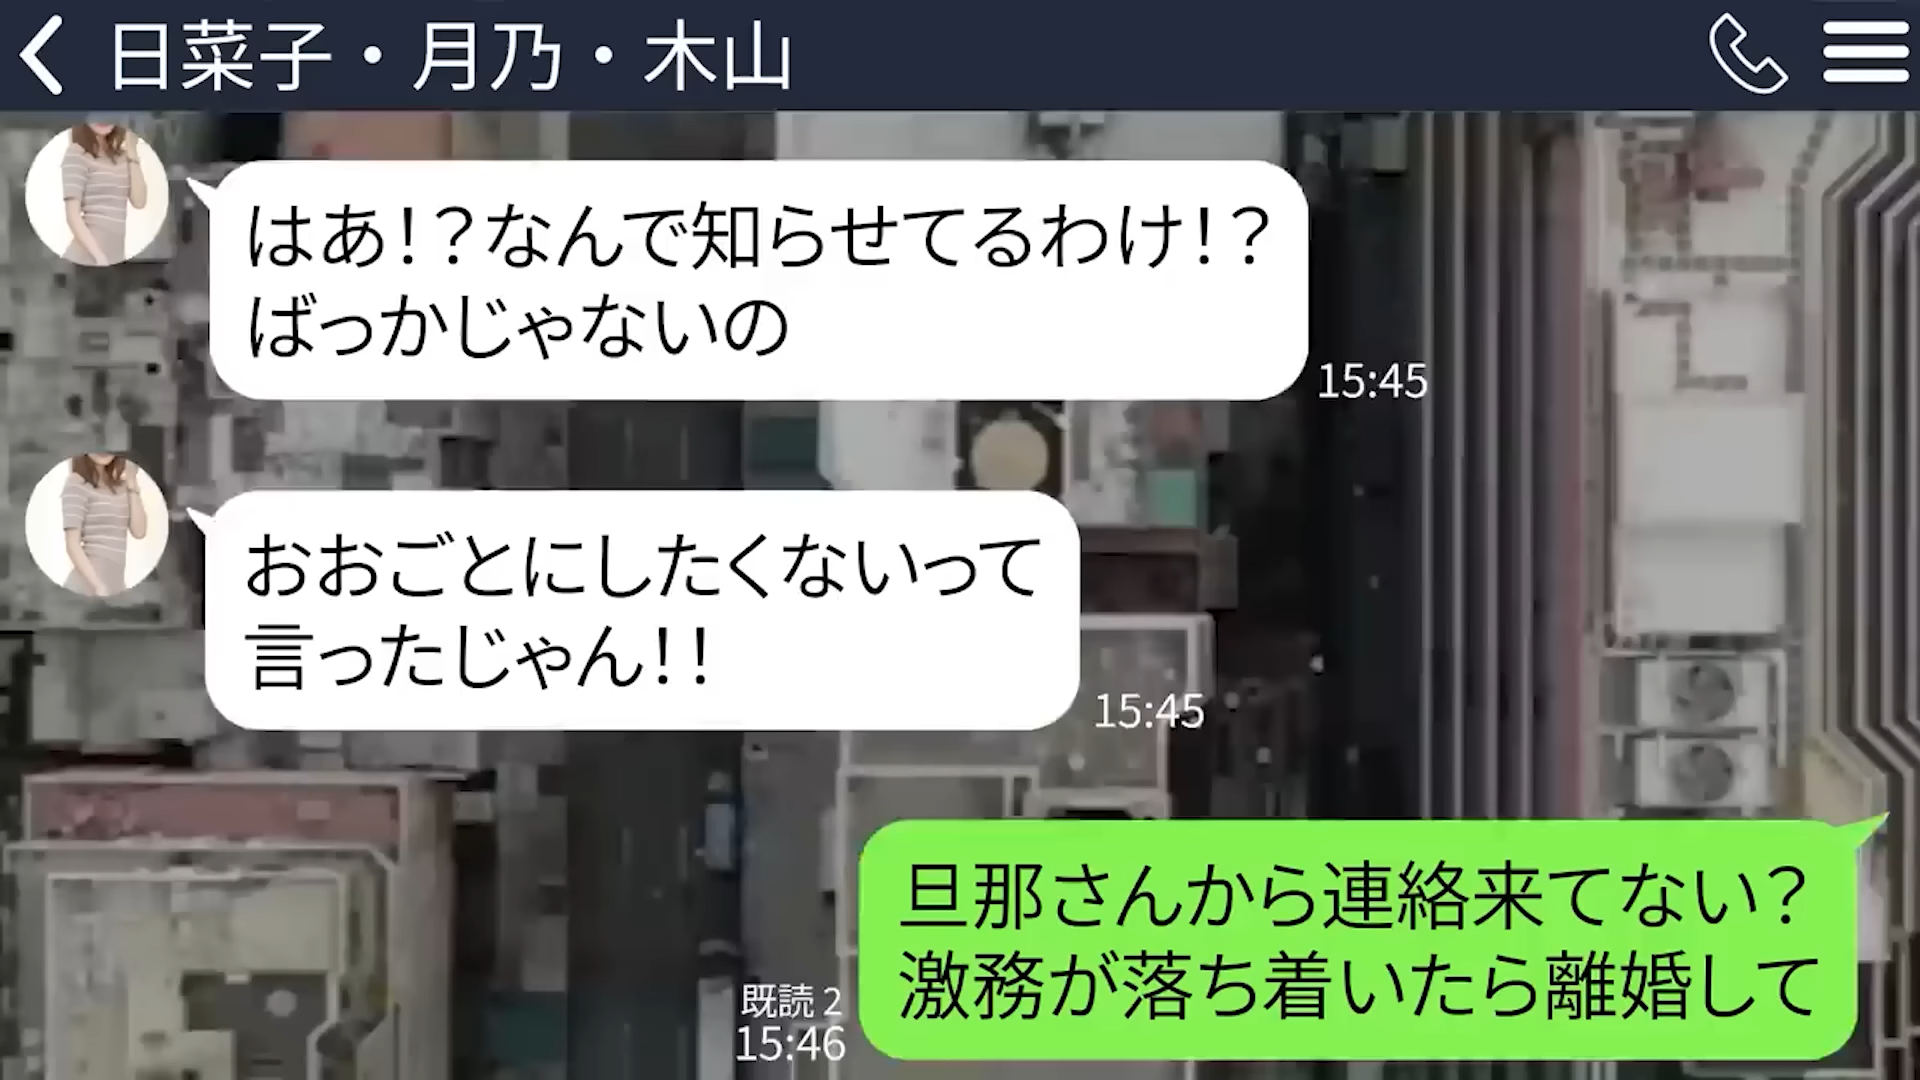 日菜子・月乃・木山
はあ!?なんで知らせてるわけ!?
ばっかじゃないの
15:45
おおごとにしたくないって
言ったじゃん!!
15:45
旦那さんから連絡来てない?
激務が落ち着いたら離婚して
既読 2
15:46